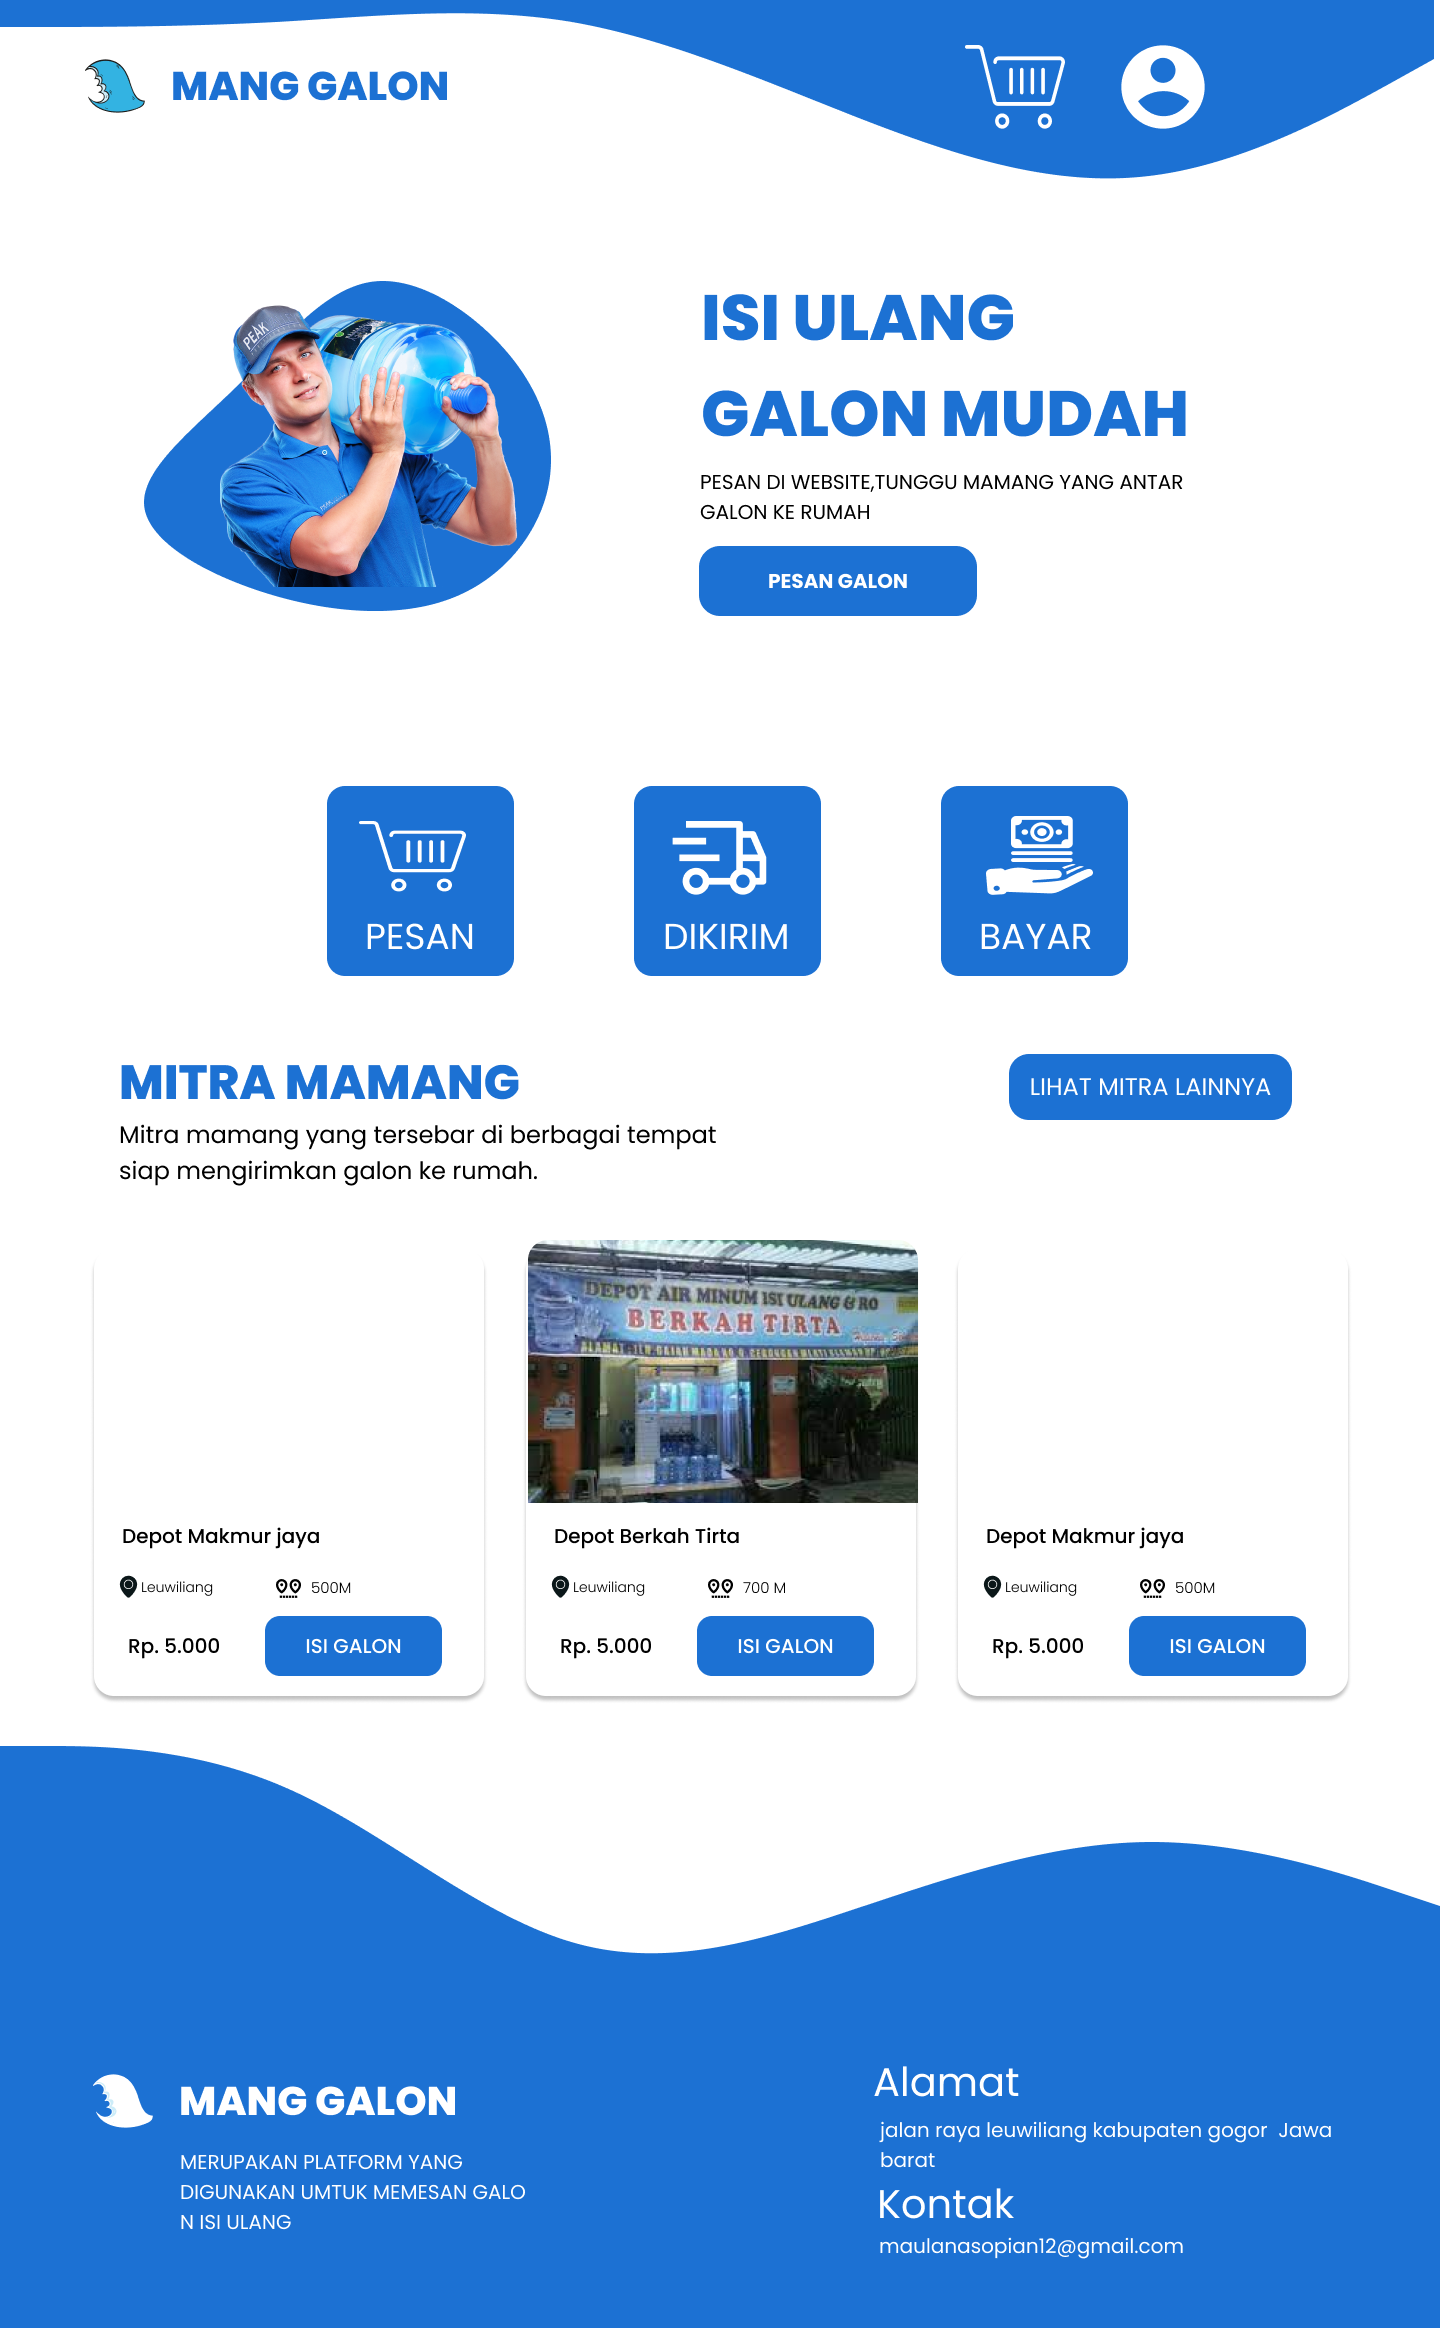 MANG GALON
PEAK
ISI ULANG
GALON MUDAH
PESAN DI WEBSITE,TUNGGU MAMANG YANG ANTAR
GALON KE RUMAH
PESAN GALON
PESAN
DIKIRIM
BAYAR
MITRA MAMANG
LIHAT MITRA LAINNYA
Mitra mamang yang tersebar di berbagai tempat
siap mengirimkan galon ke rumah.
DEPOT AIR MINUM ISI ULANG & RO
BERKAH TIRTA
Depot Makmur jaya
Leuwiliang
500M
Rp. 5.000
ISI GALON
Depot Berkah Tirta
Leuwiliang
700 M
Rp. 5.000
ISI GALON
Depot Makmur jaya
Leuwiliang
500M
Rp. 5.000
ISI GALON
MANG GALON
MERUPAKAN PLATFORM YANG
DIGUNAKAN UMTUK MEMESAN GALO
N ISI ULANG
Alamat
jalan raya leuwiliang kabupaten gogor  Jawa
barat
Kontak
maulanasopian12@gmail.com